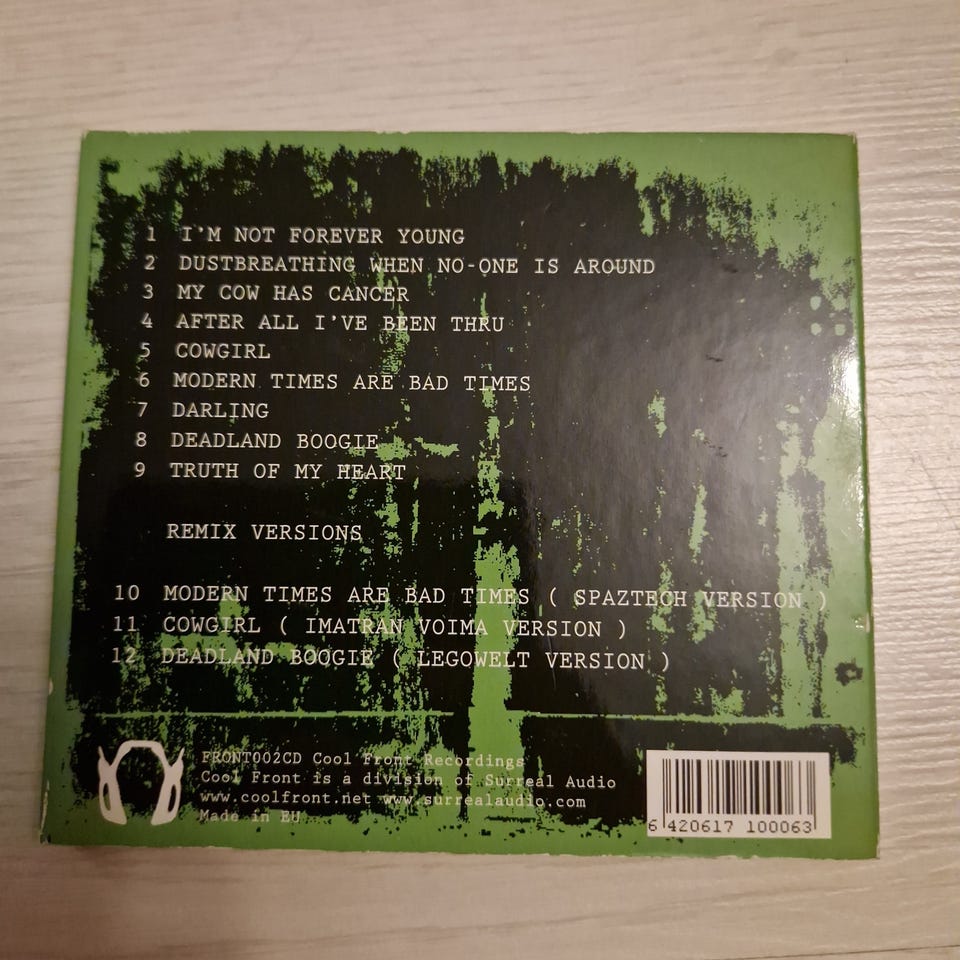 1 I'M NOT FOREVER YOUNG
2 DUSTBREATHING WHEN NO-ONE IS AROUND
3 MY COW HAS CANCER
4 AFTER ALL I'VE BEEN THRU
5 COWGIRL
6 MODERN TIMES ARE BAD TIMES
7 DARLING
8 DEADLAND BOOGIE
9 TRUTH OF MY HEART
REMIX VERSIONS
10 MODERN TIMES ARE BAD TIMES ( SPAZTECH VERSION )
11 COWGIRL ( IMATRAN VOIMA VERSION )
12 DEADLAND BOOGIE ( LEGOWELT VERSION )
FRONT002CD Cool Front Recordings
Cool Front is a division of Surreal Audio
www.coolfront.net www.surrealaudio.com
Made in EU
6 420617 100063